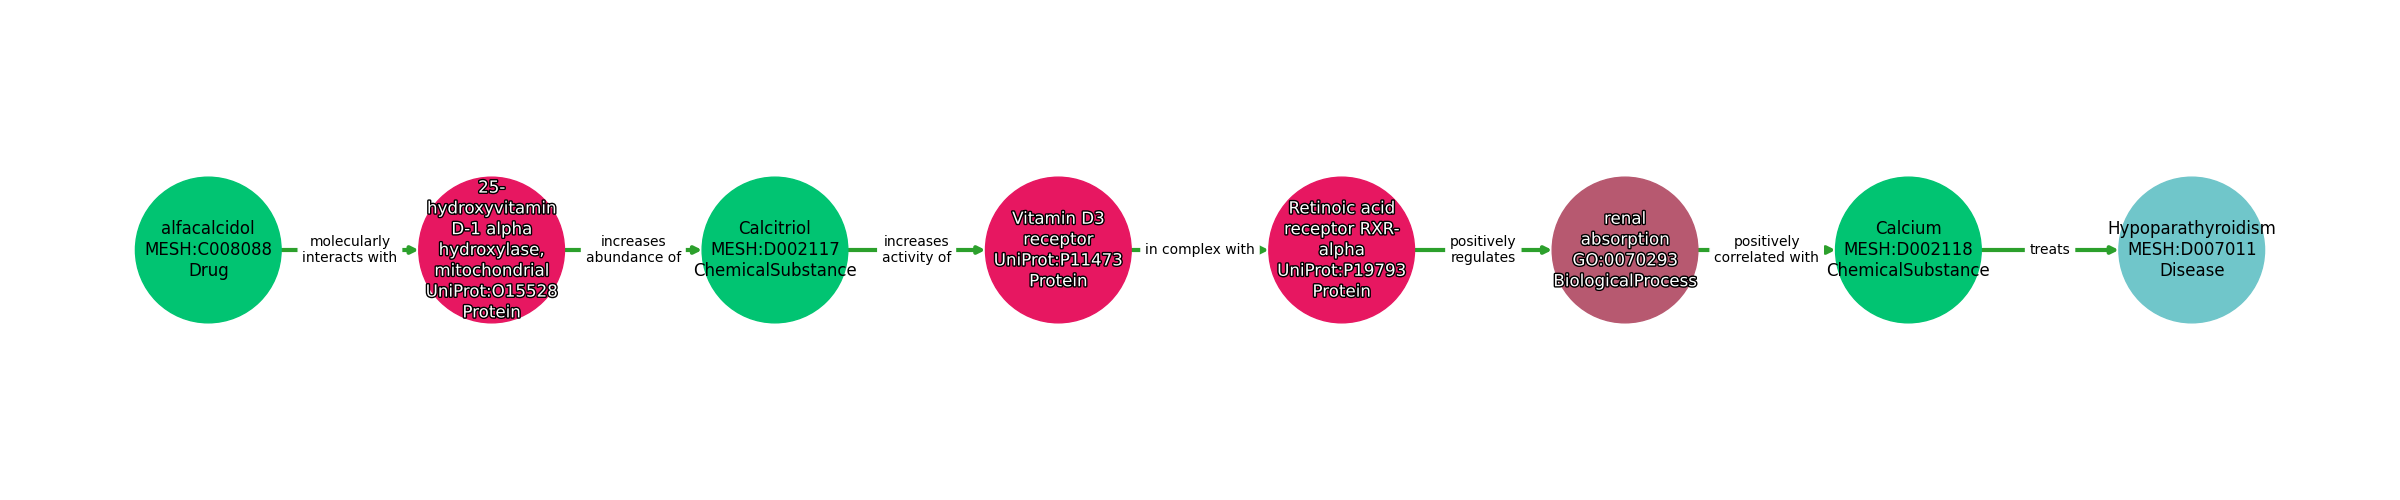 alfacalcidol
MESH:C008088
Drug
molecularly
interacts with
25-
hydroxyvitamin
D-1 alpha
hydroxylase,
mitochondrial
UniProt:O15528
Protein
increases
abundance of
Calcitriol
MESH:D002117
ChemicalSubstance
increases
activity of
Vitamin D3
receptor
UniProt:P11473
Protein
in complex with
Retinoic acid
receptor RXR-
alpha
UniProt:P19793
Protein
positively
regulates
renal
absorption
GO:0070293
BiologicalProcess
positively
correlated with
Calcium
MESH:D002118
ChemicalSubstance
treats
Hypoparathyroidism
MESH:D007011
Disease